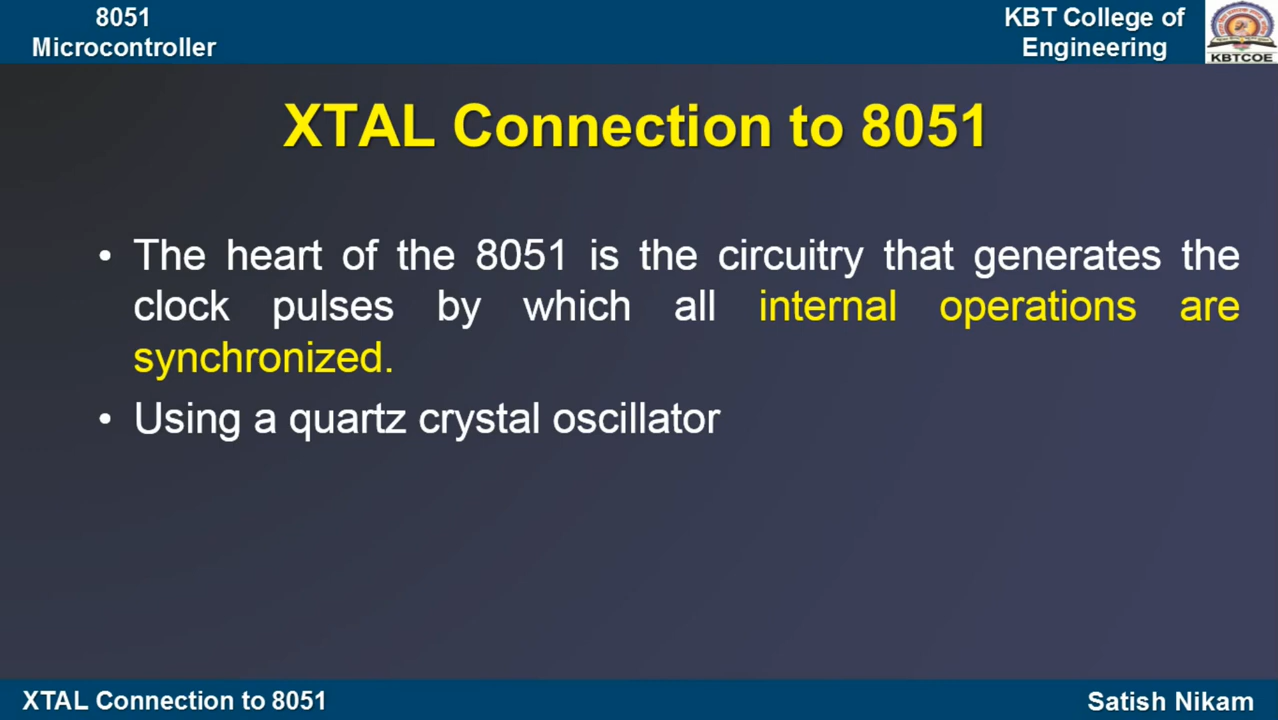 8051
Microcontroller
KBT College of
Engineering
KBTCOE
XTAL Connection to 8051
• The heart of the 8051 is the circuitry that generates the
clock pulses by which all internal operations are
synchronized.
• Using a quartz crystal oscillator
XTAL Connection to 8051
Satish Nikam